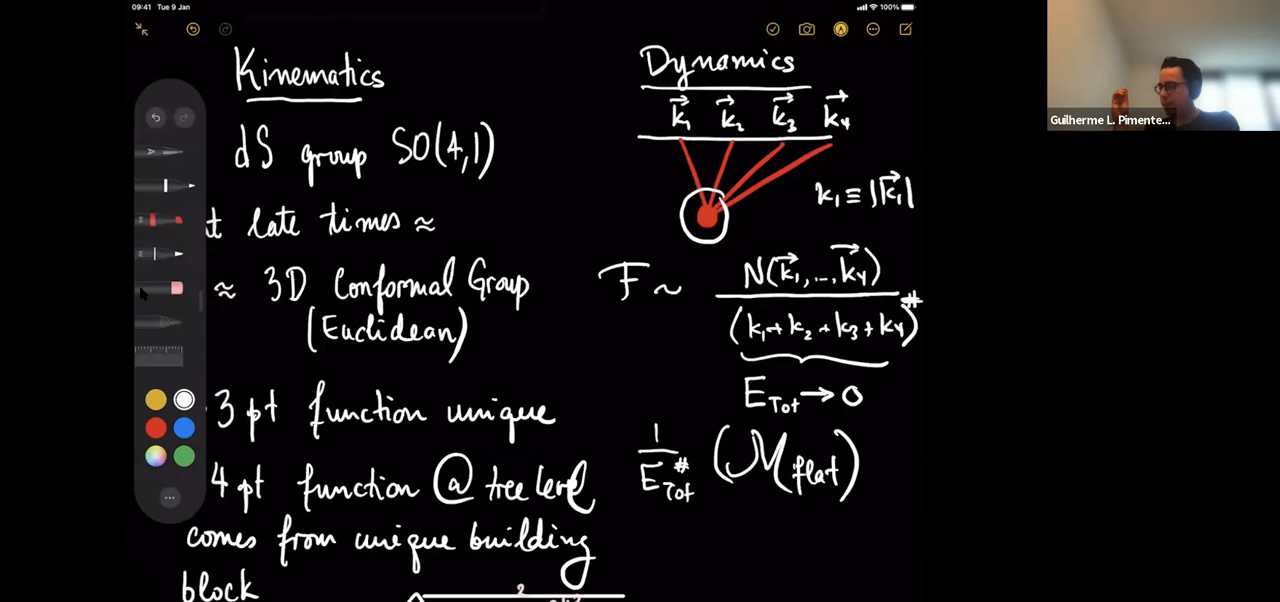 09:41 Tue 9 Jan
100%
Kinematics
dS group SO(4,1)
t late times ≈
≈ 3D Conformal Group
(Euclidean)
3 pt function unique
4 pt function @ tree level
comes from unique building
block
2
Dynamics
k⃗₁ k⃗₂ k⃗₃ k⃗₄
k₁ ≡ |k⃗₁|
F ~ N(k⃗₁,...,k⃗₄) / (k₁+k₂+k₃+k₄)^#
E_Tot → 0
1 / E_Tot^# (M_flat)
Guilherme L. Pimente...